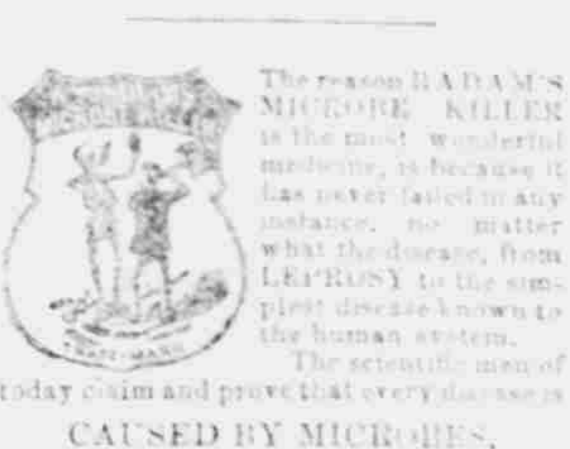 The reason RADAM'S
MICROBE KILLER
is the most wonderful
medicine, is because it
has never failed in any
instance, no matter
what the disease, from
LEPROSY to the sim-
plest disease known to
the human system.
The scientific men of
today claim and prove that every disease is
CAUSED BY MICROBES,
TRADE-MARK